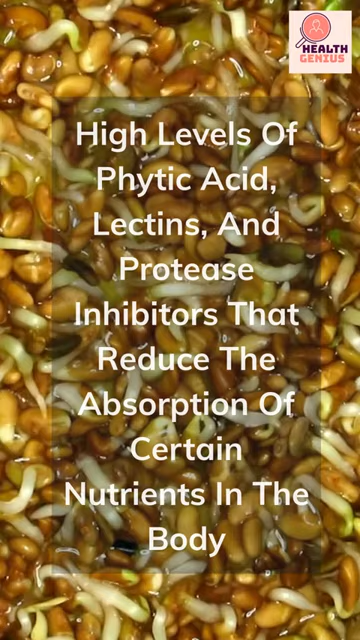 HEALTH
GENIUS
High Levels Of
Phytic Acid,
Lectins, And
Protease
Inhibitors That
Reduce The
Absorption Of
Certain
Nutrients In The
Body